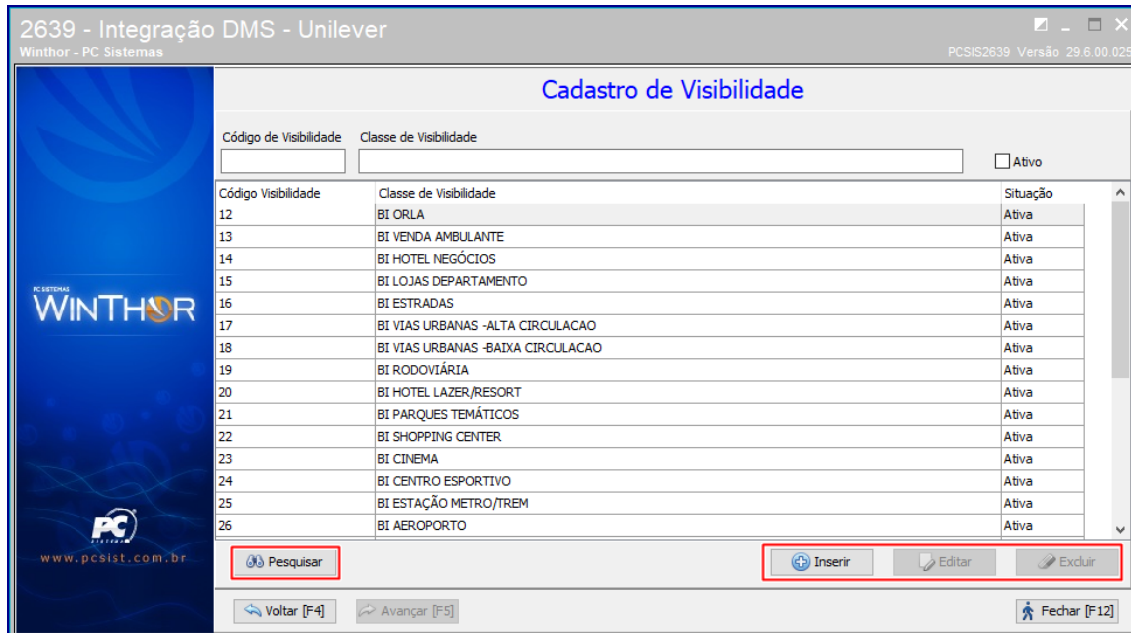 2639 - Integração DMS - Unilever
Winthor - PC Sistemas
PCSIS2639 Versão 29.6.00.025
Cadastro de Visibilidade
Código de Visibilidade Classe de Visibilidade
Ativo
Código Visibilidade Classe de Visibilidade Situação
12 BI ORLA Ativa
13 BI VENDA AMBULANTE Ativa
14 BI HOTEL NEGÓCIOS Ativa
15 BI LOJAS DEPARTAMENTO Ativa
16 BI ESTRADAS Ativa
17 BI VIAS URBANAS -ALTA CIRCULACAO Ativa
18 BI VIAS URBANAS -BAIXA CIRCULACAO Ativa
19 BI RODOVIÁRIA Ativa
20 BI HOTEL LAZER/RESORT Ativa
21 BI PARQUES TEMÁTICOS Ativa
22 BI SHOPPING CENTER Ativa
23 BI CINEMA Ativa
24 BI CENTRO ESPORTIVO Ativa
25 BI ESTAÇÃO METRO/TREM Ativa
26 BI AEROPORTO Ativa
PC SISTEMAS
WINTHOR
PC
SISTEMAS
www.pcsist.com.br
Pesquisar Inserir Editar Excluir
Voltar [F4] Avançar [F5] Fechar [F12]